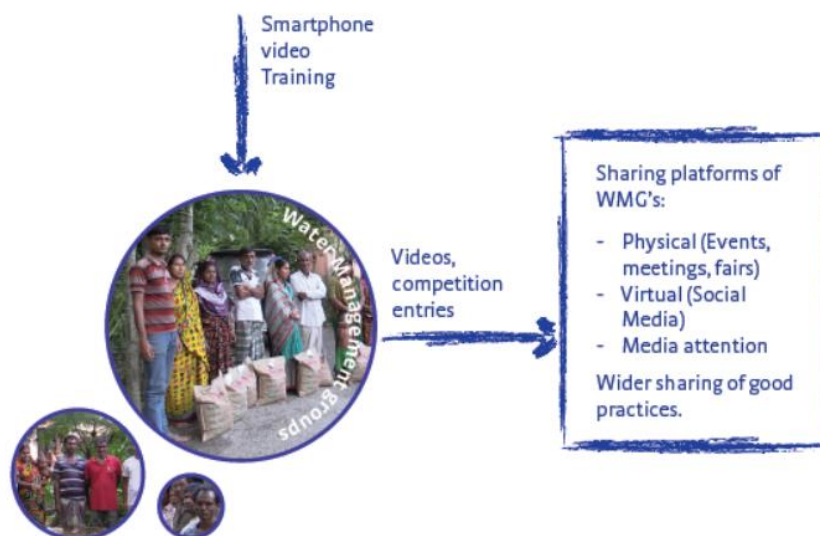 Smartphone
video
Training
Water Management groups
Videos,
competition
entries
Sharing platforms of
WMG's:
- Physical (Events,
meetings, fairs)
- Virtual (Social
Media)
- Media attention
Wider sharing of good
practices.